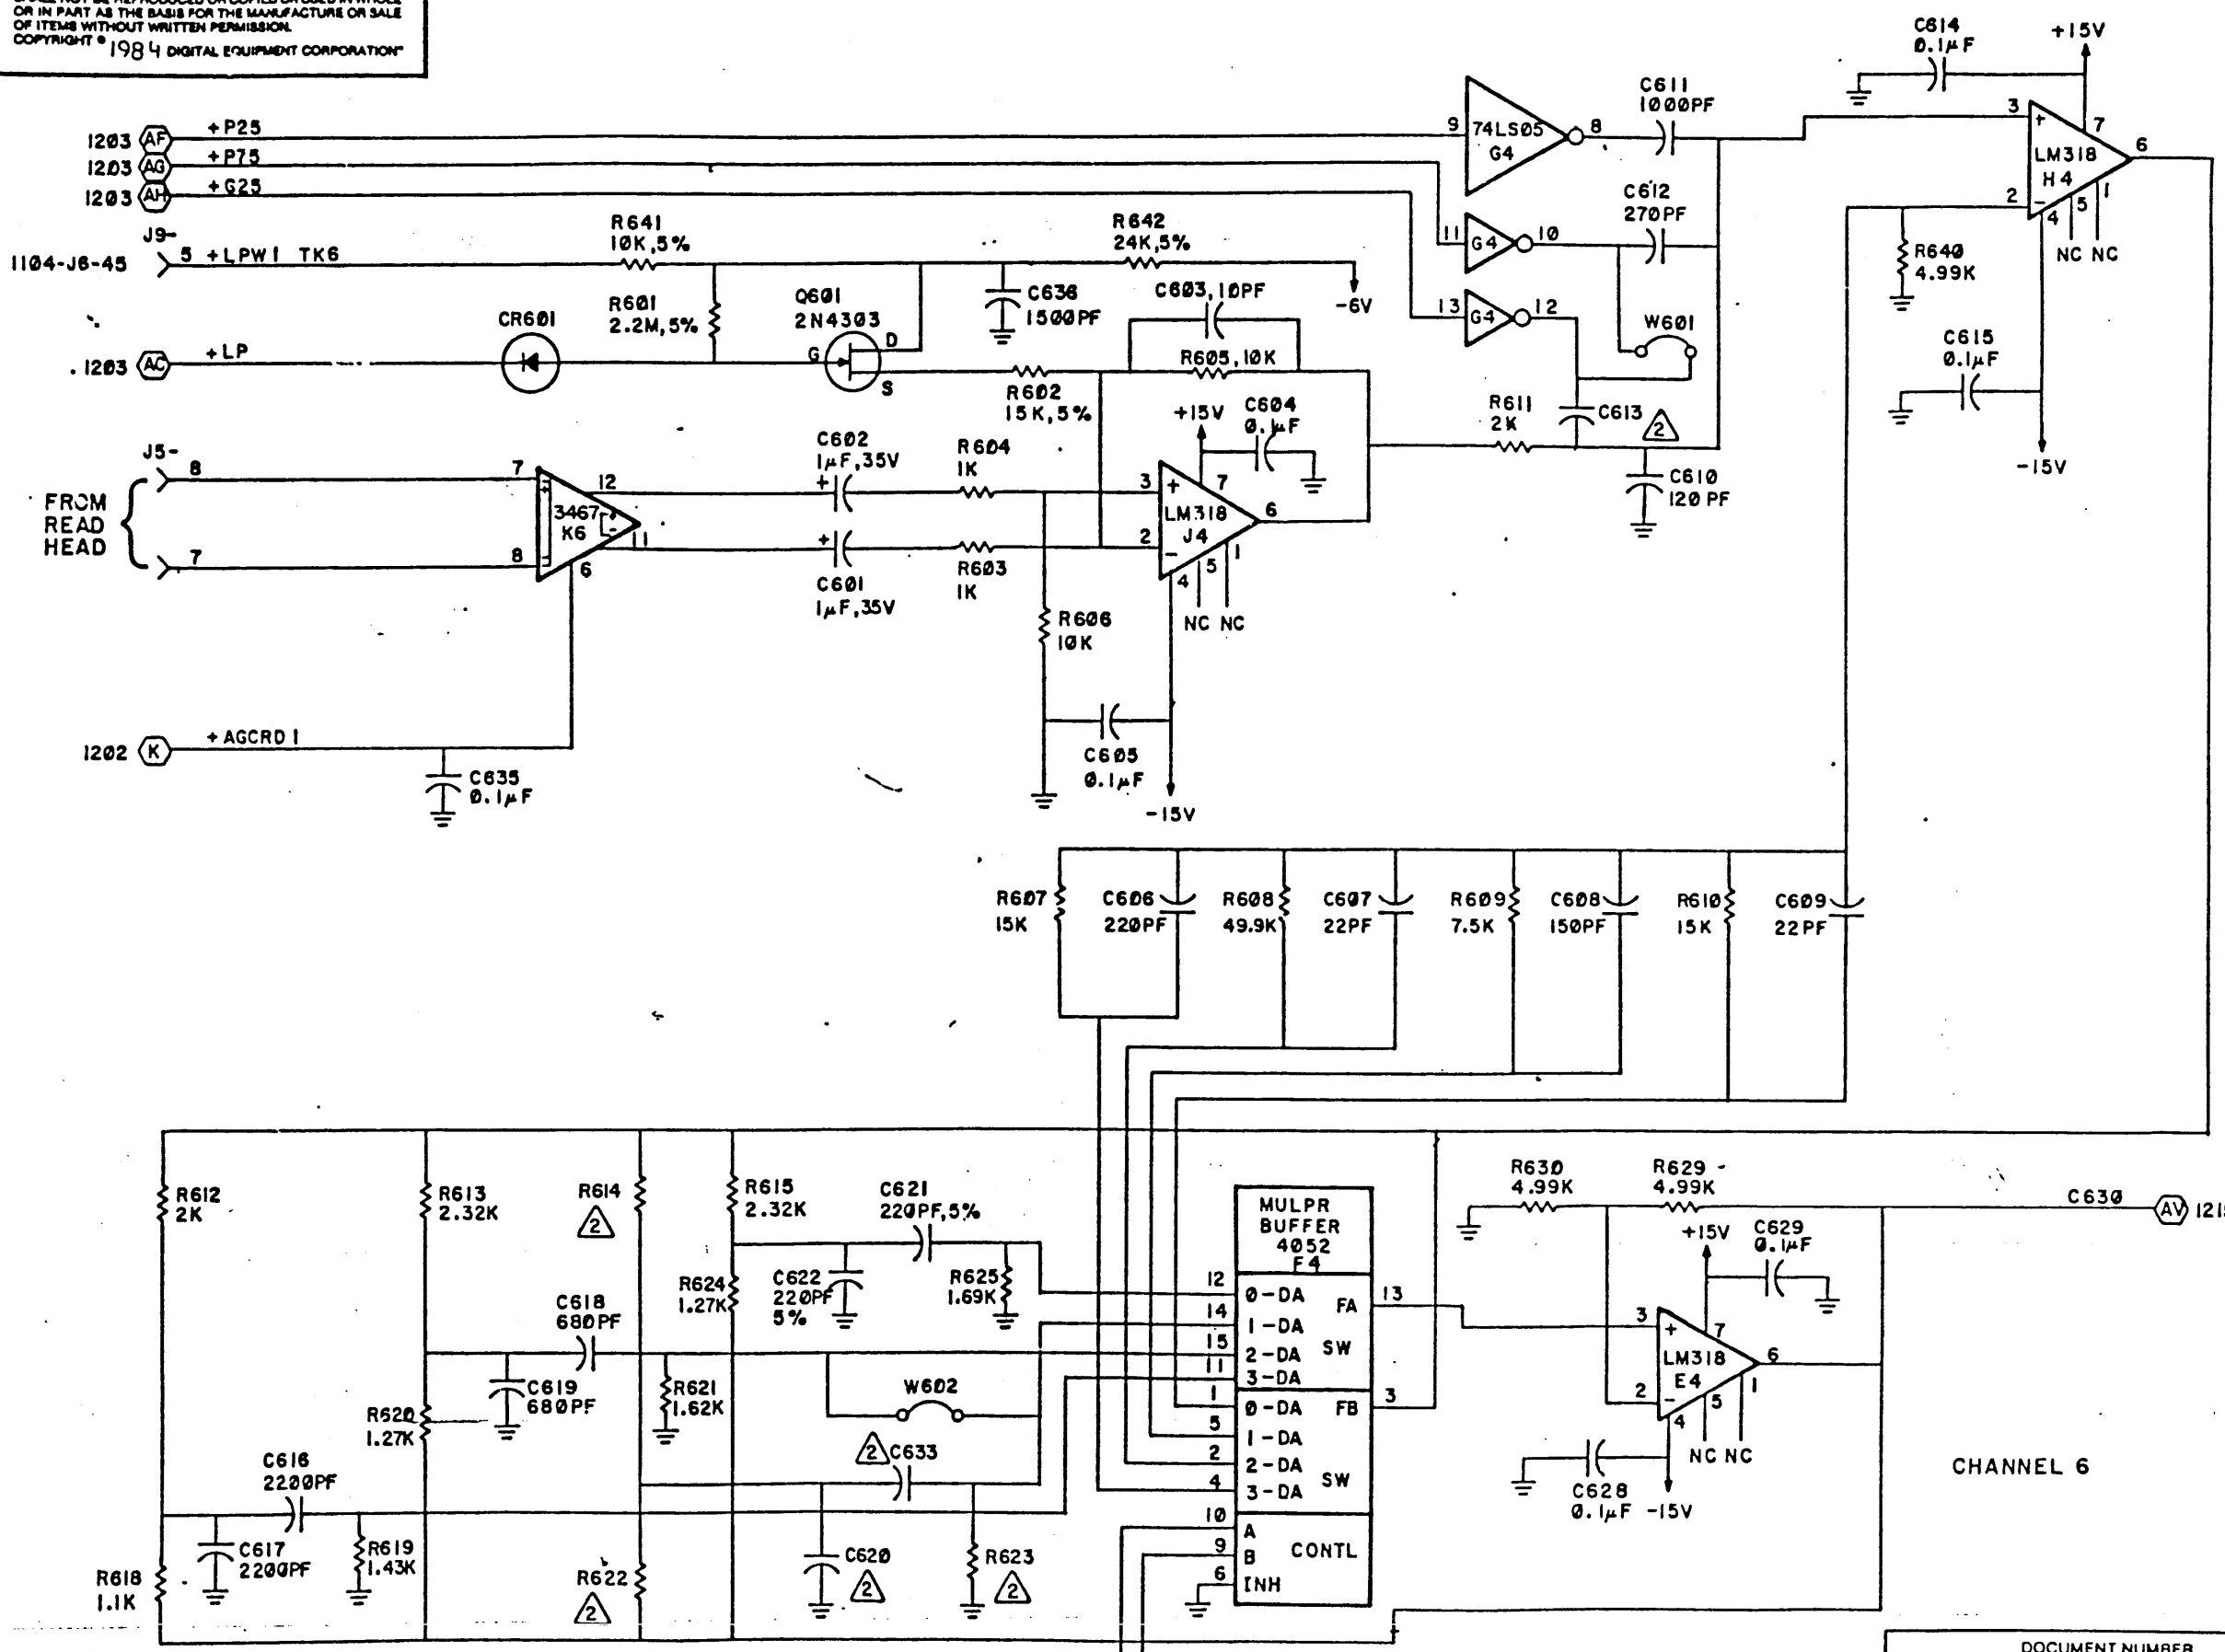 OR IN PART AS THE BASIS FOR THE MANUFACTURE OR SALE
OF ITEMS WITHOUT WRITTEN PERMISSION.
COPYRIGHT © 1984 DIGITAL EQUIPMENT CORPORATION"
1203 AF +P25
1203 AG +P75
1203 AH +G25
J9-
1104-J6-45 5 +LPW1 TK6
.1203 AC +LP
CR601
R641
10K,5%
R601
2.2M,5%
Q601
2N4303
G
D
S
C636
1500PF
R642
24K,5%
-6V
C603,10PF
R605,10K
R602
15K,5%
9 74LS05 8
G4
11 G4 10
13 G4 12
C611
1000PF
C612
270PF
W601
R611
2K
C613
2
C610
120PF
C614
0.1µF
+15V
3 +
7
LM318
H4
6
2 -
4 5 1
NC NC
R640
4.99K
C615
0.1µF
-15V
J5-
8
FROM
READ
HEAD
7
7
+
3467
K6
+
-
-
8
12
11
6
C602
1µF,35V
+
+
C601
1µF,35V
R604
1K
R603
1K
R606
10K
+15V
C604
0.1µF
3 +
7
LM318
J4
6
2 -
4 5 1
NC NC
C605
0.1µF
-15V
1202 K +AGCRD1
C635
0.1µF
R607
15K
C606
220PF
R608
49.9K
C607
22PF
R609
7.5K
C608
150PF
R610
15K
C609
22PF
R612
2K
R613
2.32K
R614
2
R615
2.32K
C621
220PF,5%
R624
1.27K
C622
220PF
5%
R625
1.69K
C618
680PF
C619
680PF
R620
1.27K
R621
1.62K
W602
2 C633
C616
2200PF
C617
2200PF
R618
1.1K
R619
1.43K
R622
2
C620
2
R623
2
MULPR
BUFFER
4052
F4
12 0-DA FA 13
14 1-DA
15 2-DA SW
11 3-DA
1 0-DA FB 3
5 1-DA
2 2-DA
4 3-DA SW
10 A
9 B CONTL
6 INH
R630
4.99K
R629
4.99K
C630
AV 121
+15V
C629
0.1µF
3 +
7
LM318
E4
6
2 -
4 5 1
NC NC
C628
0.1µF -15V
CHANNEL 6
DOCUMENT NUMBER